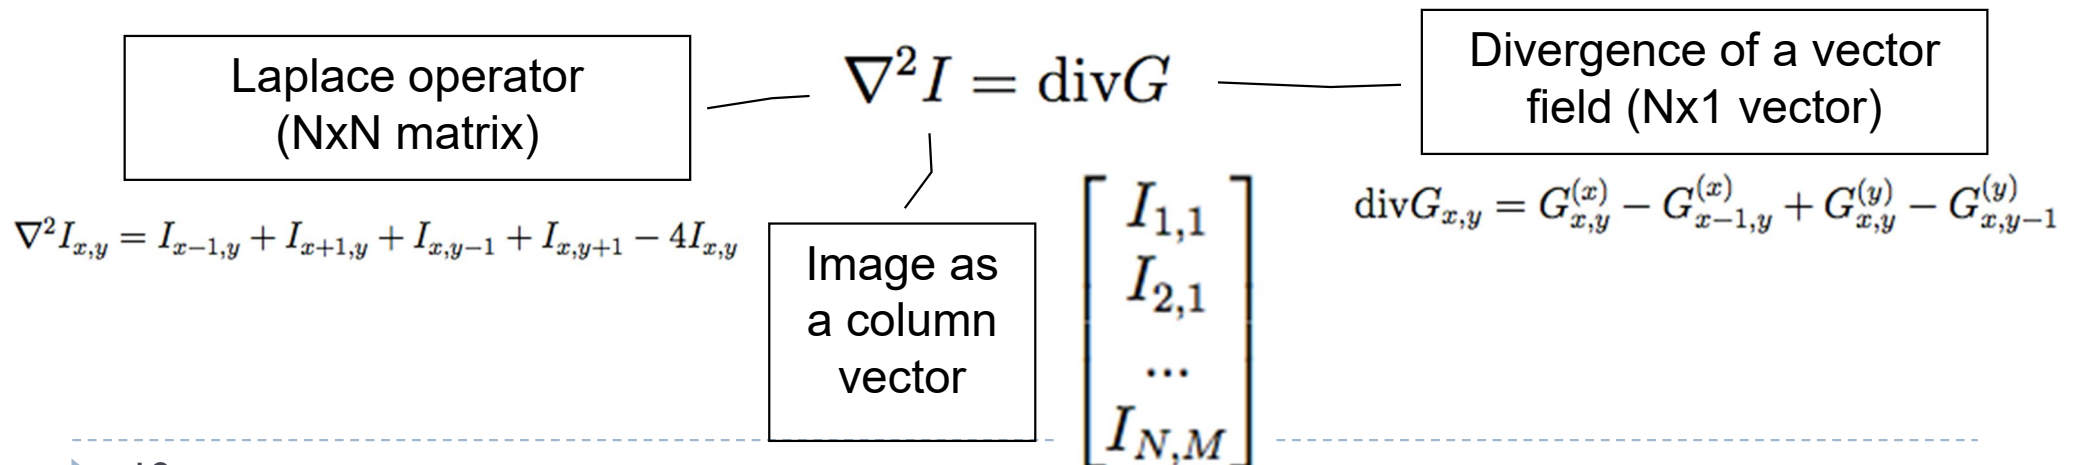 Laplace operator
(NxN matrix)
∇²I = divG
Divergence of a vector
field (Nx1 vector)
∇²I_{x,y} = I_{x−1,y} + I_{x+1,y} + I_{x,y−1} + I_{x,y+1} − 4I_{x,y}
Image as
a column
vector
I_{1,1}
I_{2,1}
...
I_{N,M}
divG_{x,y} = G^{(x)}_{x,y} − G^{(x)}_{x−1,y} + G^{(y)}_{x,y} − G^{(y)}_{x,y−1}